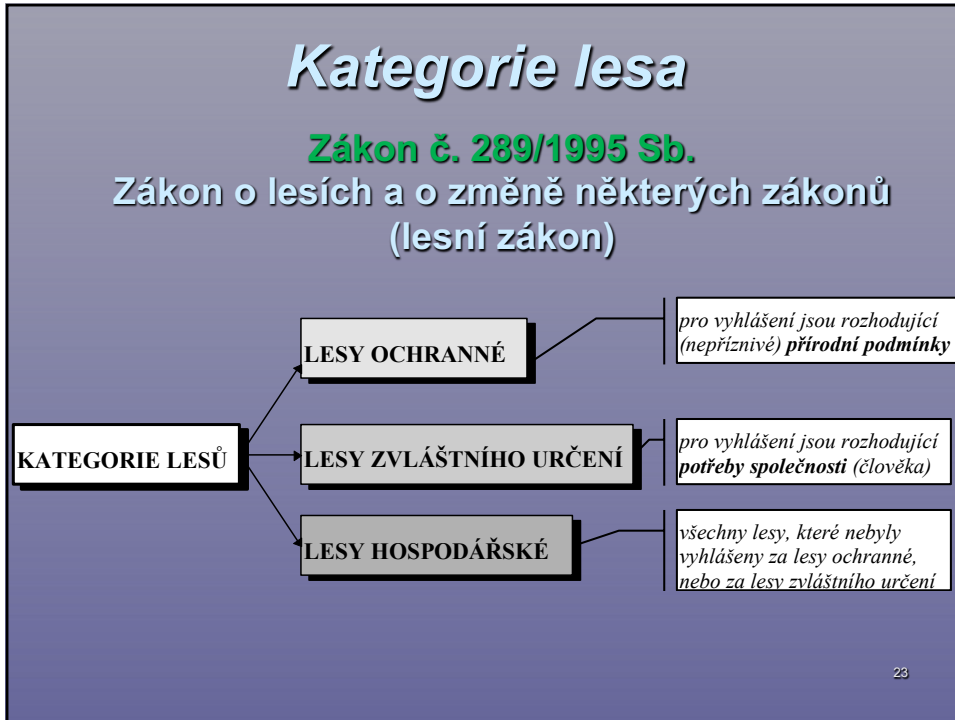 Kategorie lesa
Zákon č. 289/1995 Sb.
Zákon o lesích a o změně některých zákonů
(lesní zákon)
KATEGORIE LESŮ
LESY OCHRANNÉ
pro vyhlášení jsou rozhodující
(nepříznivé) přírodní podmínky
LESY ZVLÁŠTNÍHO URČENÍ
pro vyhlášení jsou rozhodující
potřeby společnosti (člověka)
LESY HOSPODÁŘSKÉ
všechny lesy, které nebyly
vyhlášeny za lesy ochranné,
nebo za lesy zvláštního určení
23